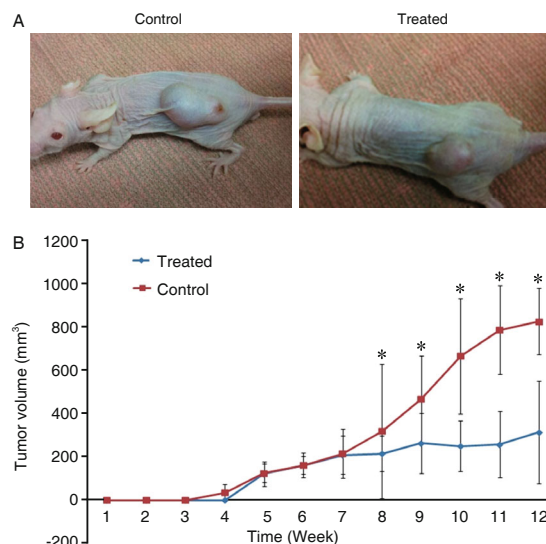 A
Control
Treated
B
1200
1000
800
600
400
200
0
-200
Tumor volume (mm³)
Treated
Control
*
*
*
*
*
1 2 3 4 5 6 7 8 9 10 11 12
Time (Week)